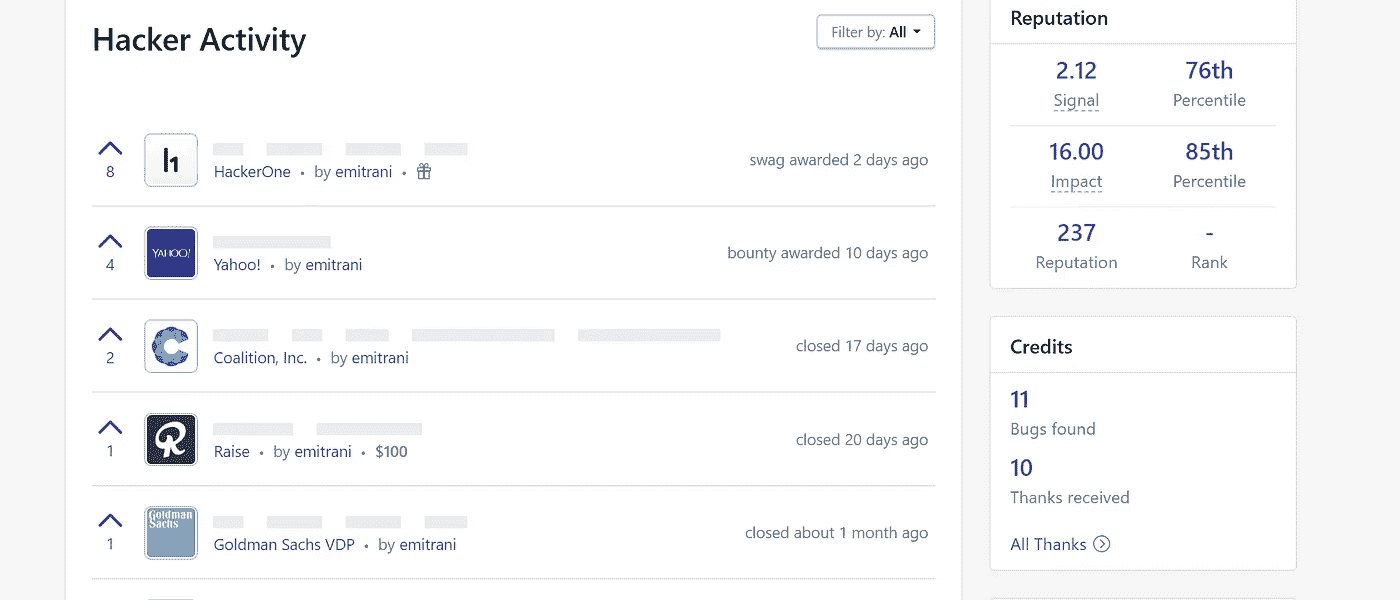 Hacker Activity
Filter by: All
8
h1
HackerOne • by emitrani •
swag awarded 2 days ago
4
YAHOO!
Yahoo! • by emitrani
bounty awarded 10 days ago
2
Coalition, Inc. • by emitrani
closed 17 days ago
1
R
Raise • by emitrani • $100
closed 20 days ago
1
Goldman
Sachs
Goldman Sachs VDP • by emitrani
closed about 1 month ago
Reputation
2.12 76th
Signal Percentile
16.00 85th
Impact Percentile
237 -
Reputation Rank
Credits
11
Bugs found
10
Thanks received
All Thanks